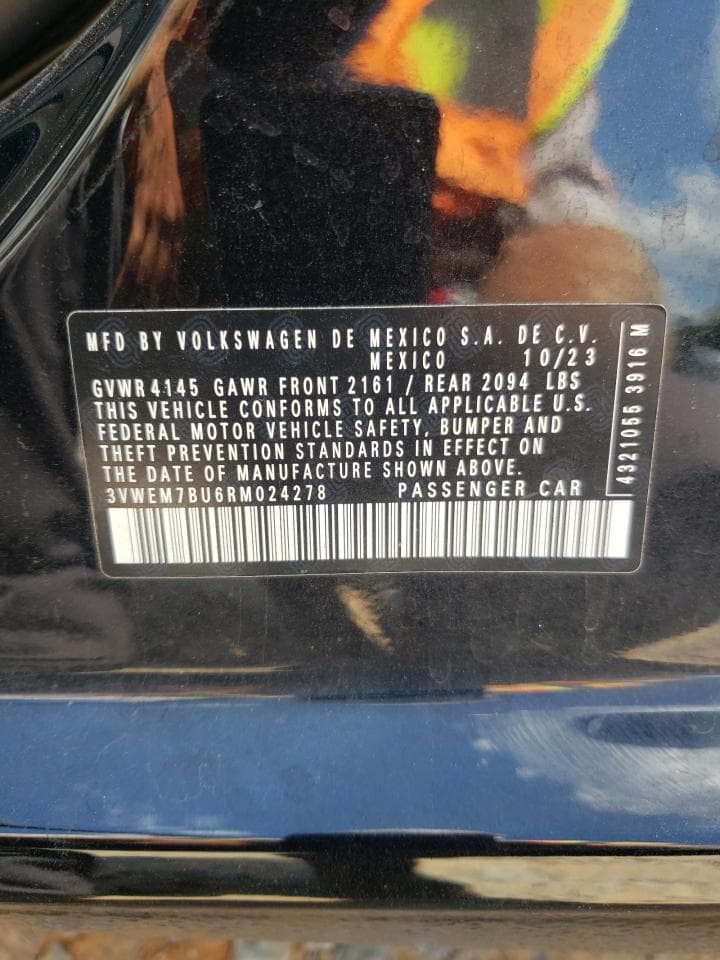 MFD BY VOLKSWAGEN DE MEXICO S.A. DE C.V.
MEXICO 10/23
GVWR 4145 GAWR FRONT 2161 / REAR 2094 LBS
THIS VEHICLE CONFORMS TO ALL APPLICABLE U.S.
FEDERAL MOTOR VEHICLE SAFETY, BUMPER AND
THEFT PREVENTION STANDARDS IN EFFECT ON
THE DATE OF MANUFACTURE SHOWN ABOVE.
3VWEM7BU6RM024278 PASSENGER CAR
4321055 3916 M